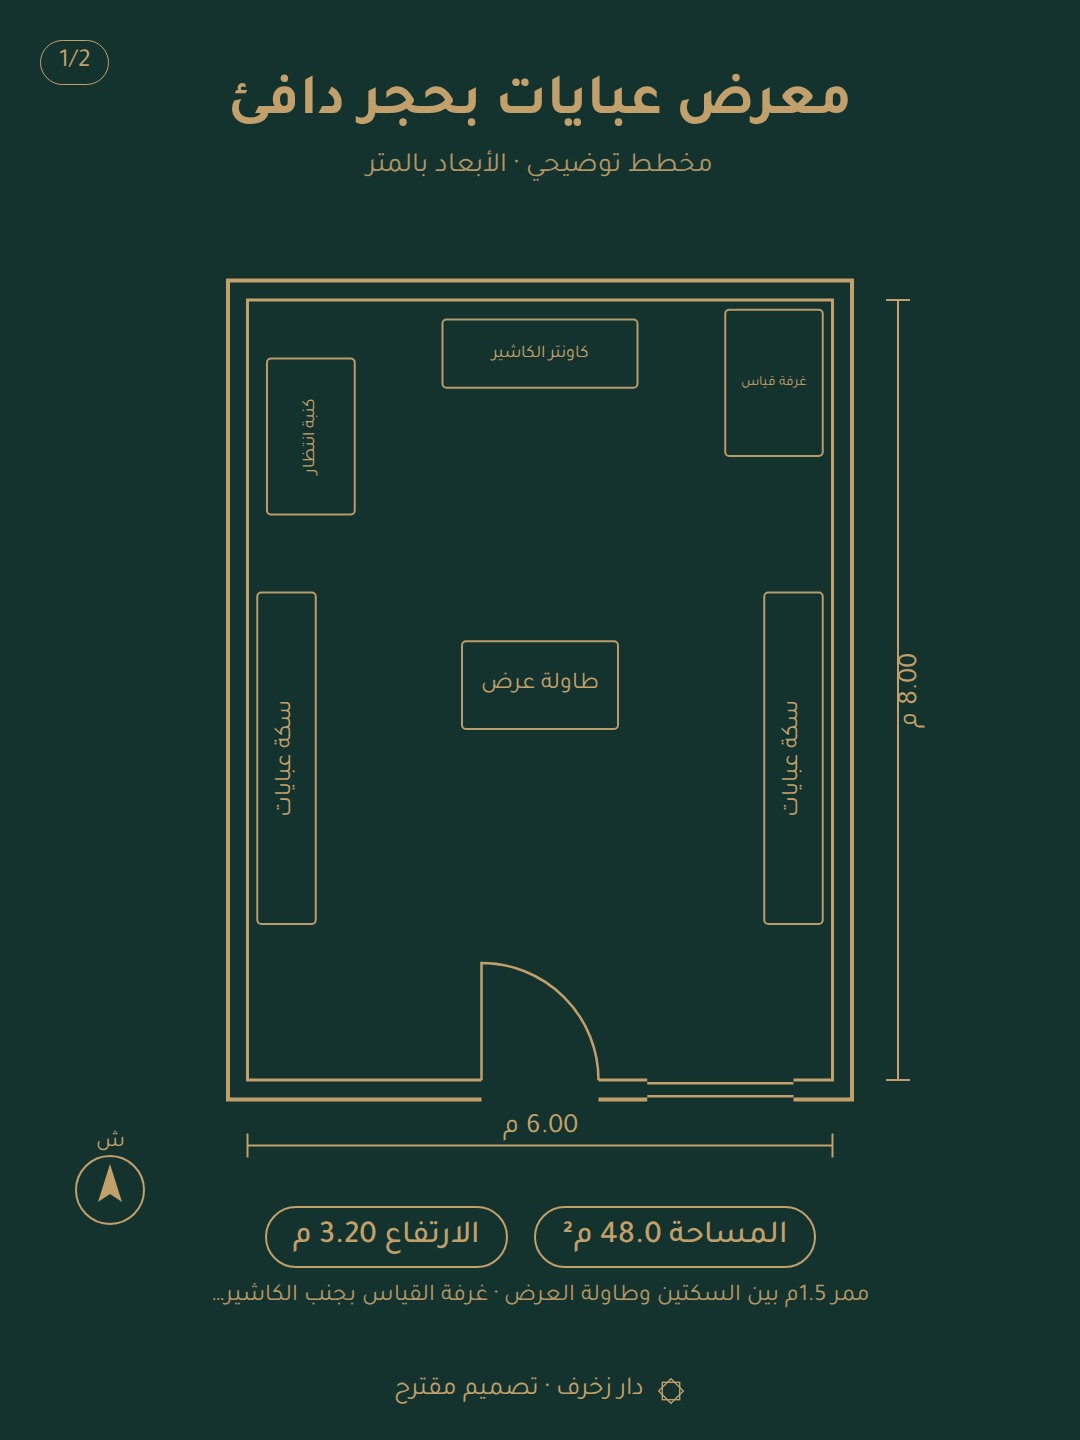 1/2
معرض عبايات بحجر دافئ
مخطط توضيحي · الأبعاد بالمتر
كاونتر الكاشير
غرفة قياس
كنبة انتظار
طاولة عرض
سكة عبايات
سكة عبايات
8.00 م
6.00 م
ش
المساحة 48.0 م²
الارتفاع 3.20 م
ممر 1.5م بين السكتين وطاولة العرض · غرفة القياس بجنب الكاشير…
دار زخرف · تصميم مقترح